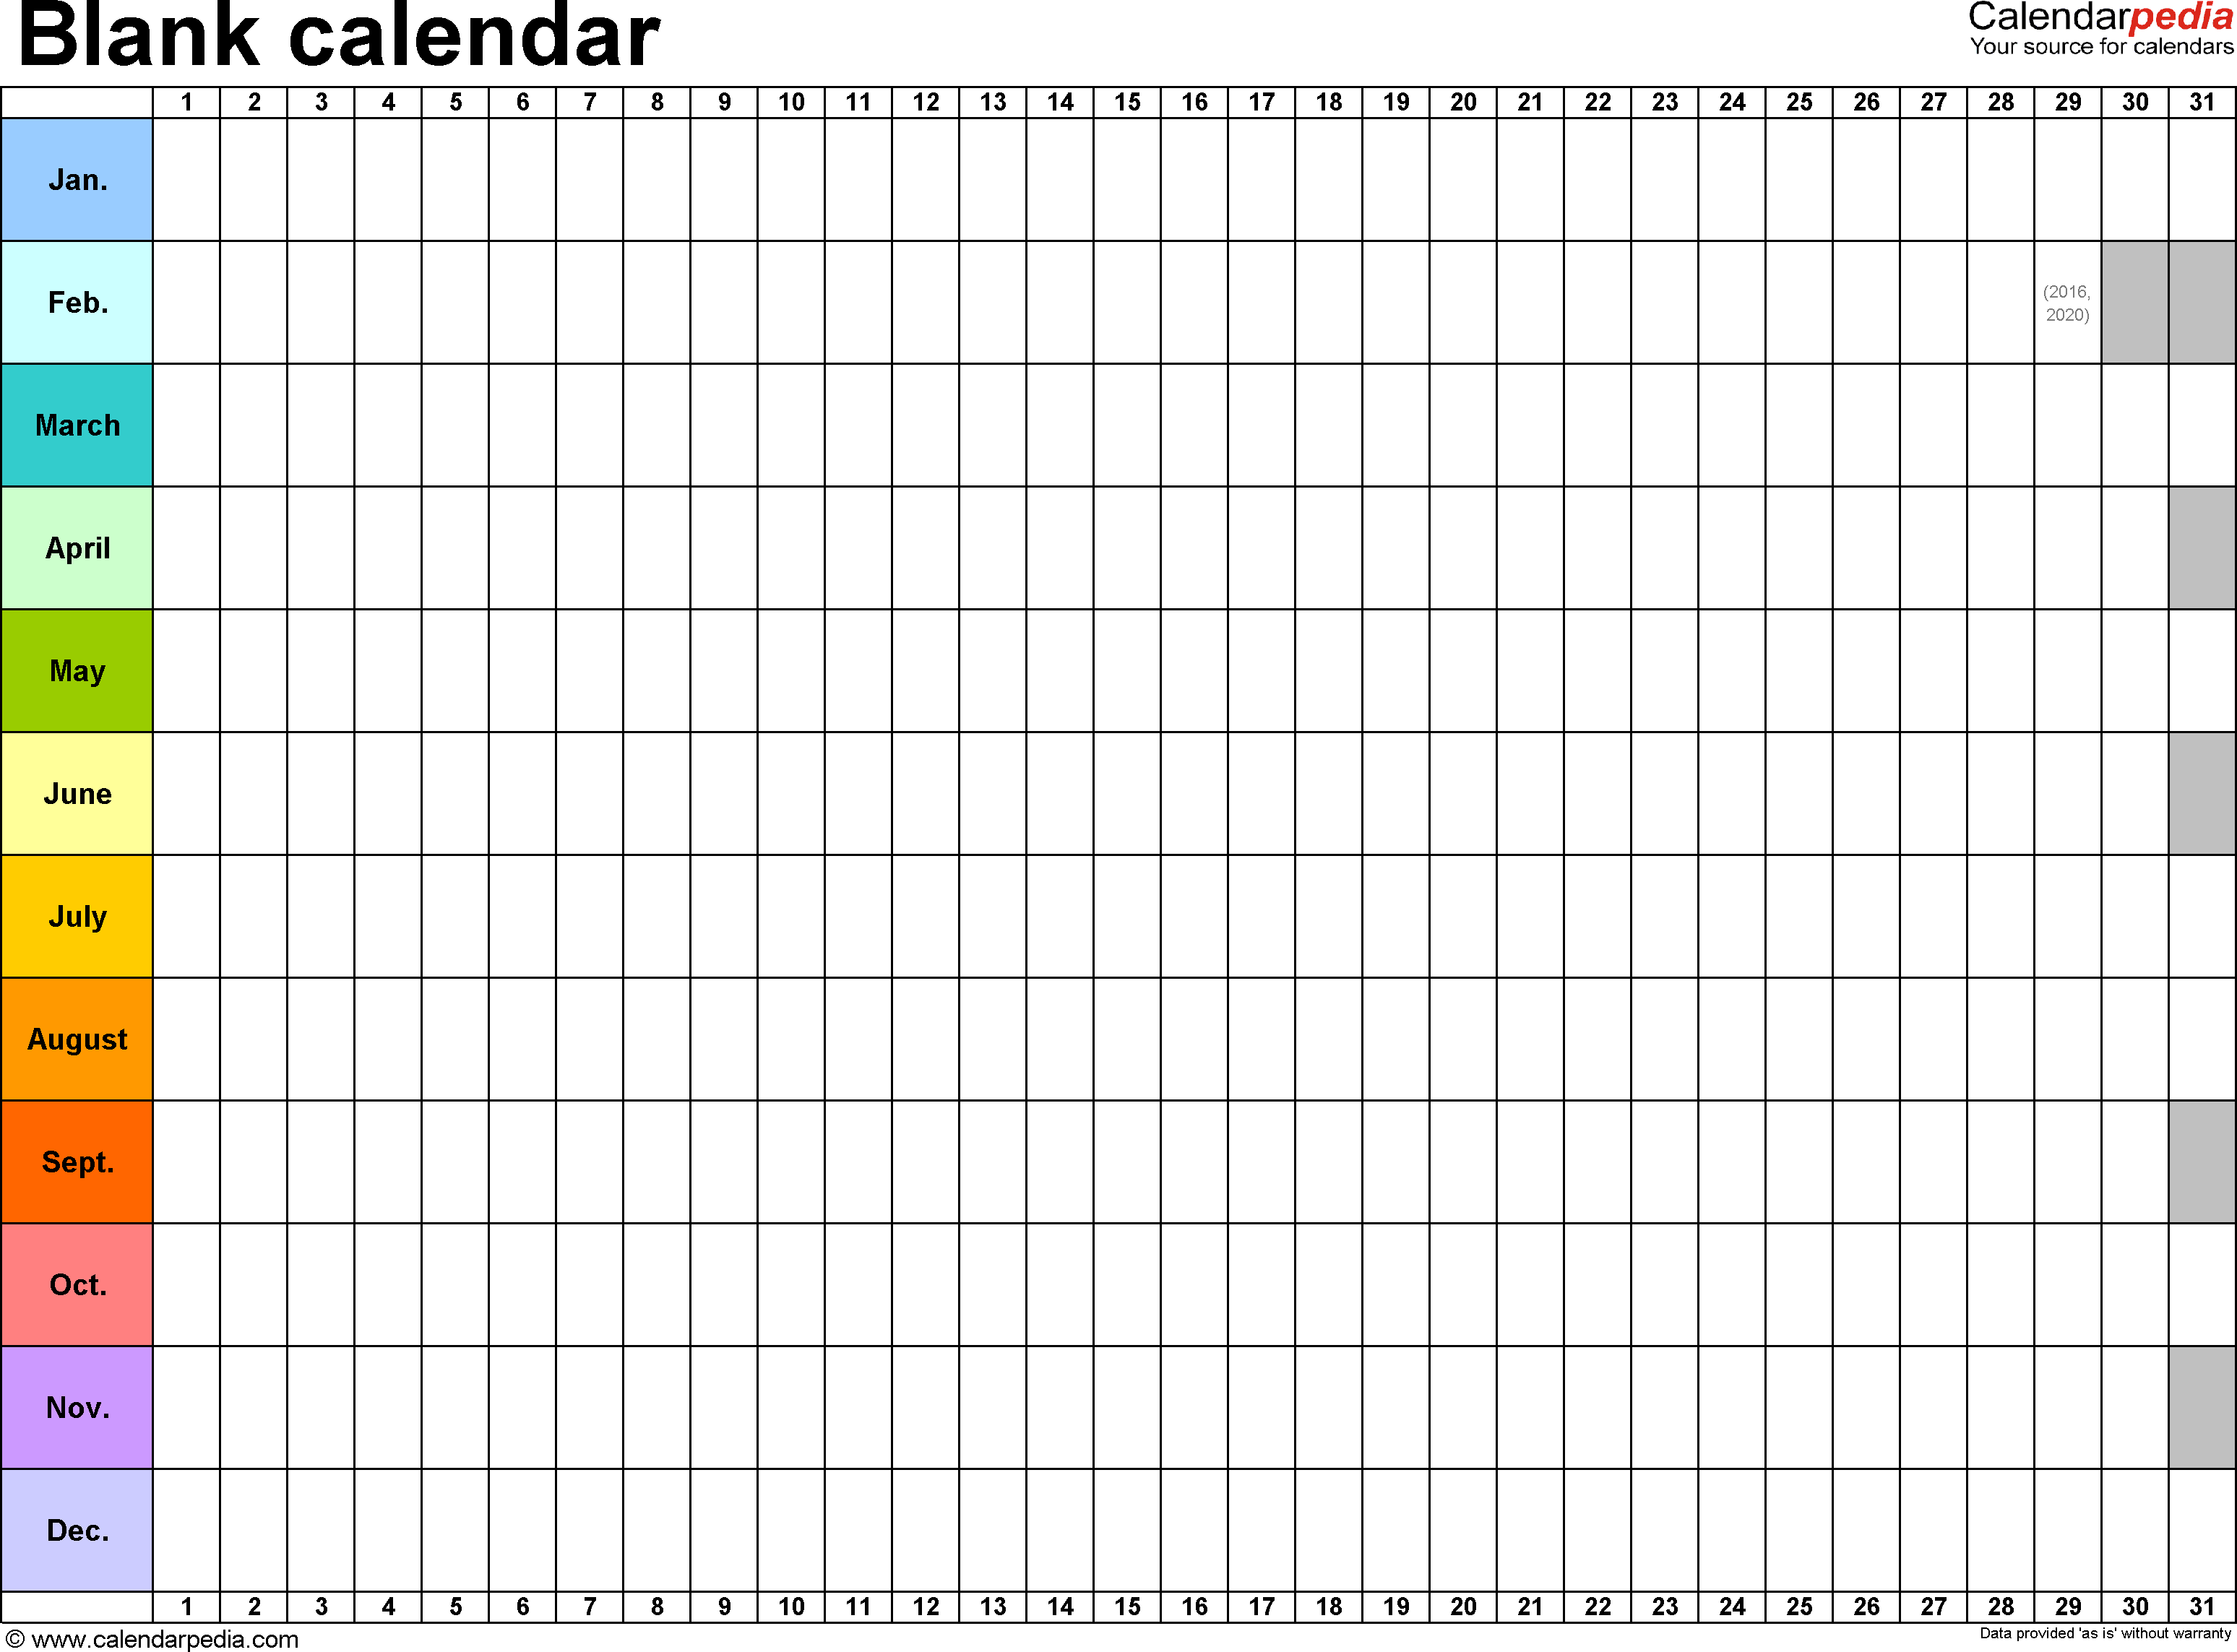 Blank calendar
Calendarpedia
Your source for calendars
1 2 3 4 5 6 7 8 9 10 11 12 13 14 15 16 17 18 19 20 21 22 23 24 25 26 27 28 29 30 31
Jan.
Feb.
(2016,
2020)
March
April
May
June
July
August
Sept.
Oct.
Nov.
Dec.
1 2 3 4 5 6 7 8 9 10 11 12 13 14 15 16 17 18 19 20 21 22 23 24 25 26 27 28 29 30 31
© www.calendarpedia.com
Data provided 'as is' without warranty